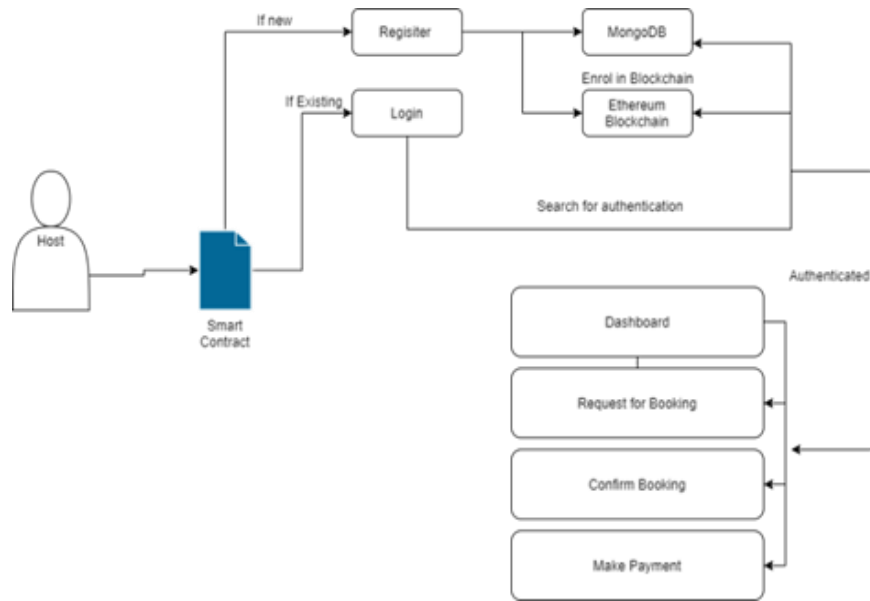 If new
Regisiter
MongoDB
Enrol in Blockchain
If Existing
Login
Ethereum
Blockchain
Search for authentication
Host
Authenticated
Smart
Contract
Dashboard
Request for Booking
Confirm Booking
Make Payment